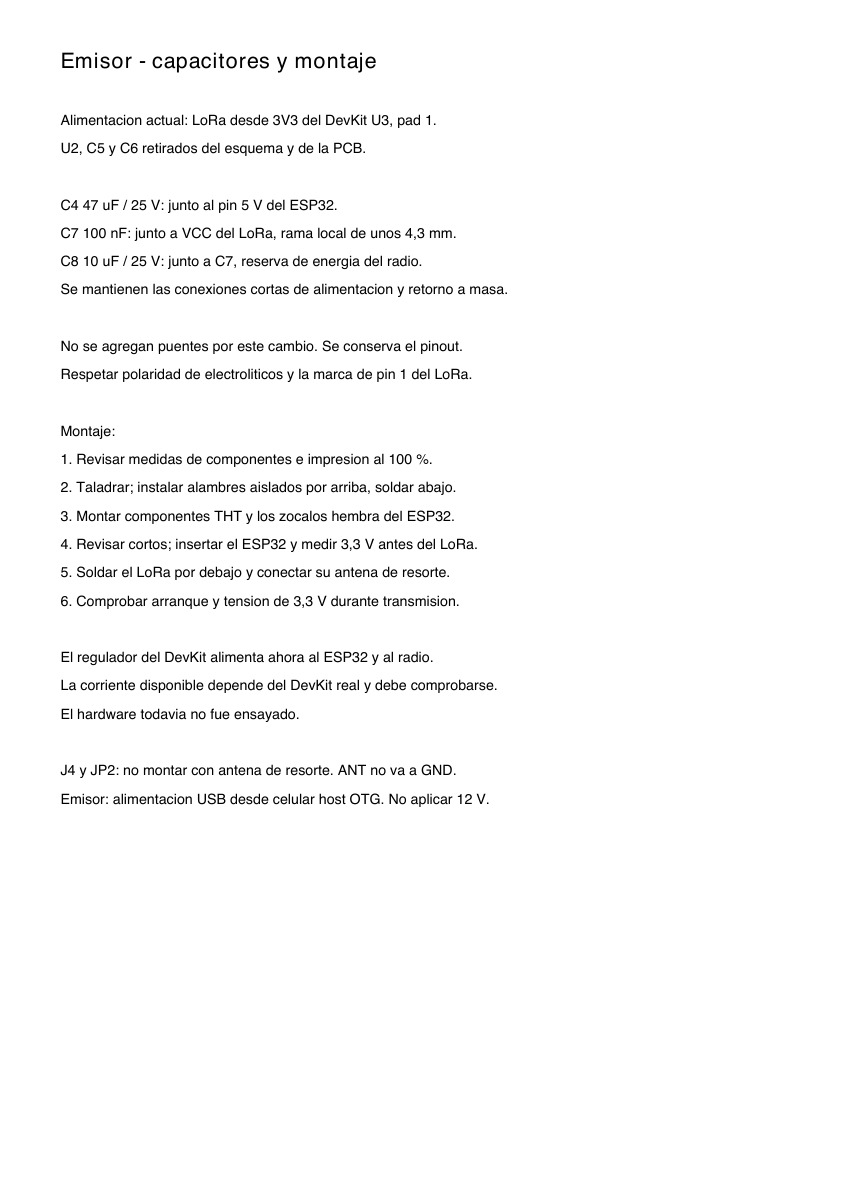 Emisor - capacitores y montaje
Alimentacion actual: LoRa desde 3V3 del DevKit U3, pad 1.
U2, C5 y C6 retirados del esquema y de la PCB.
C4 47 uF / 25 V: junto al pin 5 V del ESP32.
C7 100 nF: junto a VCC del LoRa, rama local de unos 4,3 mm.
C8 10 uF / 25 V: junto a C7, reserva de energia del radio.
Se mantienen las conexiones cortas de alimentacion y retorno a masa.
No se agregan puentes por este cambio. Se conserva el pinout.
Respetar polaridad de electroliticos y la marca de pin 1 del LoRa.
Montaje:
1. Revisar medidas de componentes e impresion al 100 %.
2. Taladrar; instalar alambres aislados por arriba, soldar abajo.
3. Montar componentes THT y los zocalos hembra del ESP32.
4. Revisar cortos; insertar el ESP32 y medir 3,3 V antes del LoRa.
5. Soldar el LoRa por debajo y conectar su antena de resorte.
6. Comprobar arranque y tension de 3,3 V durante transmision.
El regulador del DevKit alimenta ahora al ESP32 y al radio.
La corriente disponible depende del DevKit real y debe comprobarse.
El hardware todavia no fue ensayado.
J4 y JP2: no montar con antena de resorte. ANT no va a GND.
Emisor: alimentacion USB desde celular host OTG. No aplicar 12 V.